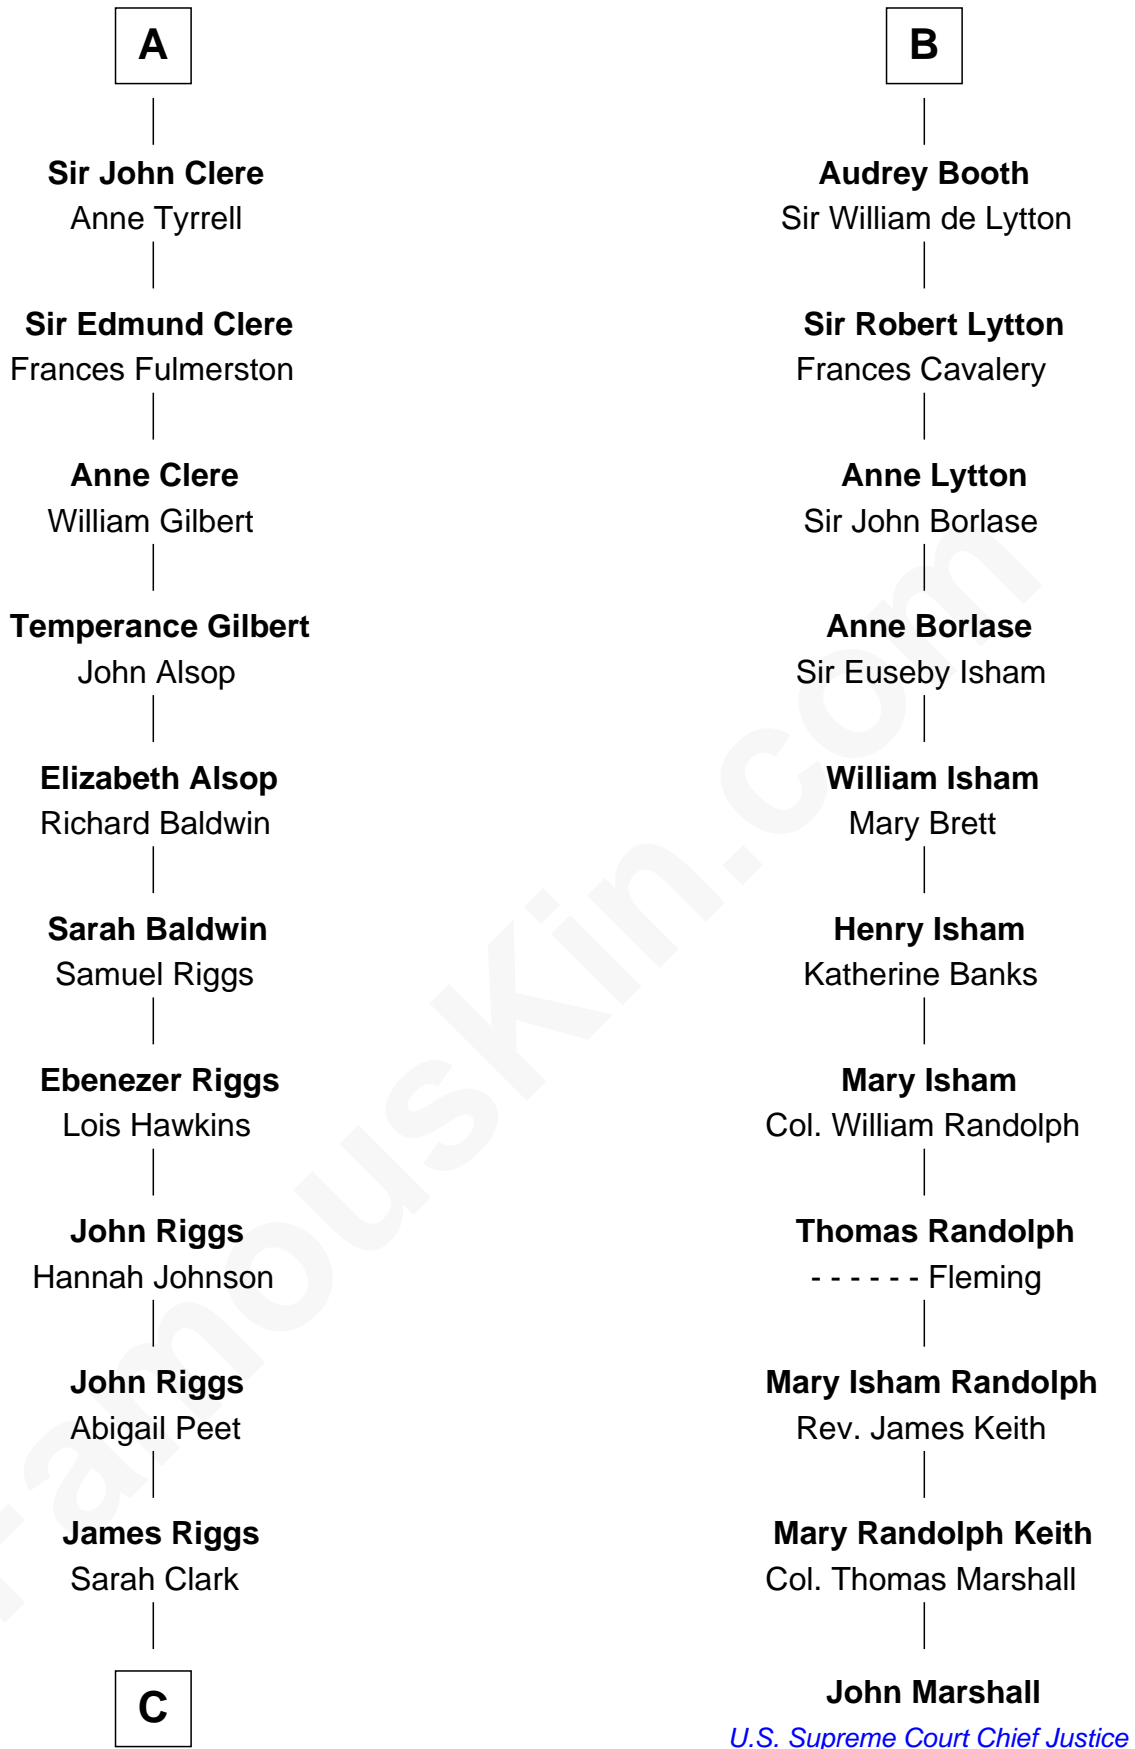 A
Sir John Clere
Anne Tyrrell
Sir Edmund Clere
Frances Fulmerston
Anne Clere
William Gilbert
Temperance Gilbert
John Alsop
Elizabeth Alsop
Richard Baldwin
Sarah Baldwin
Samuel Riggs
Ebenezer Riggs
Lois Hawkins
John Riggs
Hannah Johnson
John Riggs
Abigail Peet
James Riggs
Sarah Clark
C
B
Audrey Booth
Sir William de Lytton
Sir Robert Lytton
Frances Cavalery
Anne Lytton
Sir John Borlase
Anne Borlase
Sir Euseby Isham
William Isham
Mary Brett
Henry Isham
Katherine Banks
Mary Isham
Col. William Randolph
Thomas Randolph
- - - - - - Fleming
Mary Isham Randolph
Rev. James Keith
Mary Randolph Keith
Col. Thomas Marshall
John Marshall
U.S. Supreme Court Chief Justice
FamousKin.com